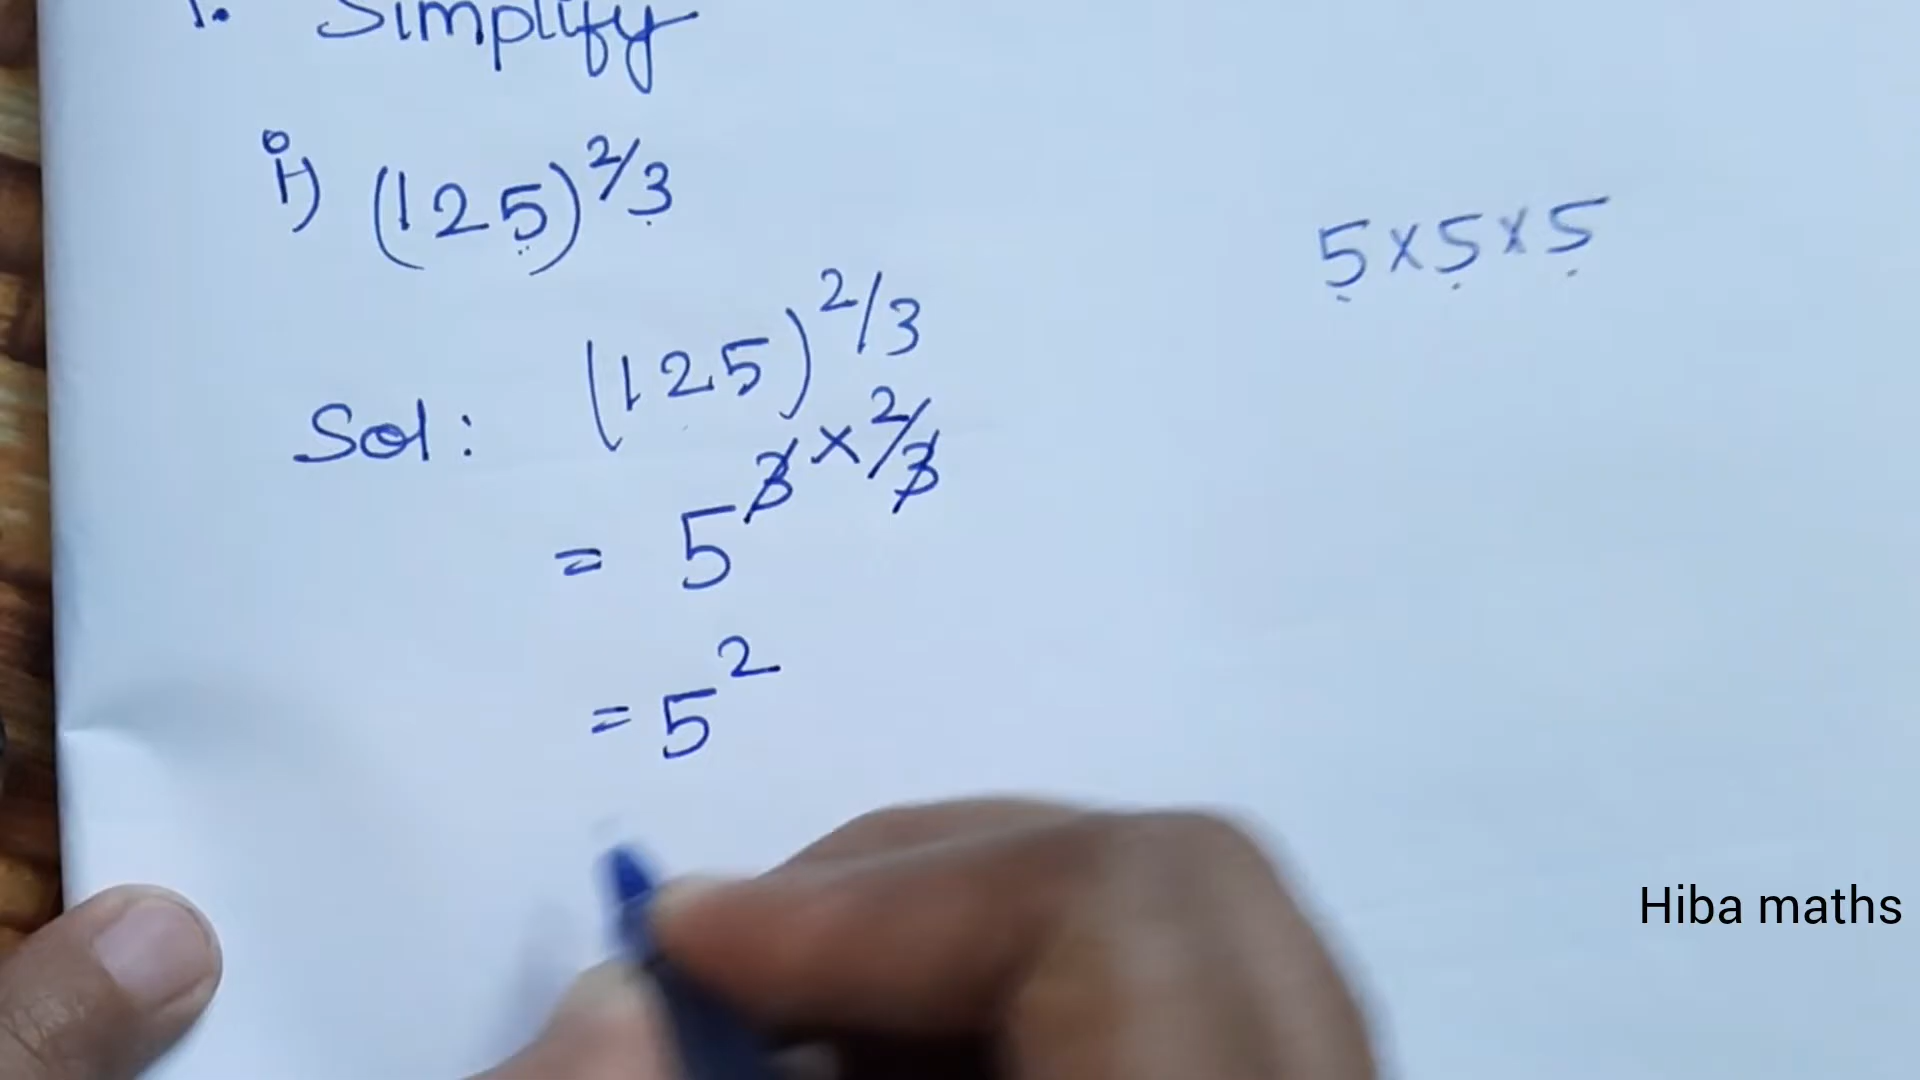 1. Simplify
i) (125)^2/3
5×5×5
Sol: (125)^2/3
= 5^3×2/3
= 5^2
Hiba maths